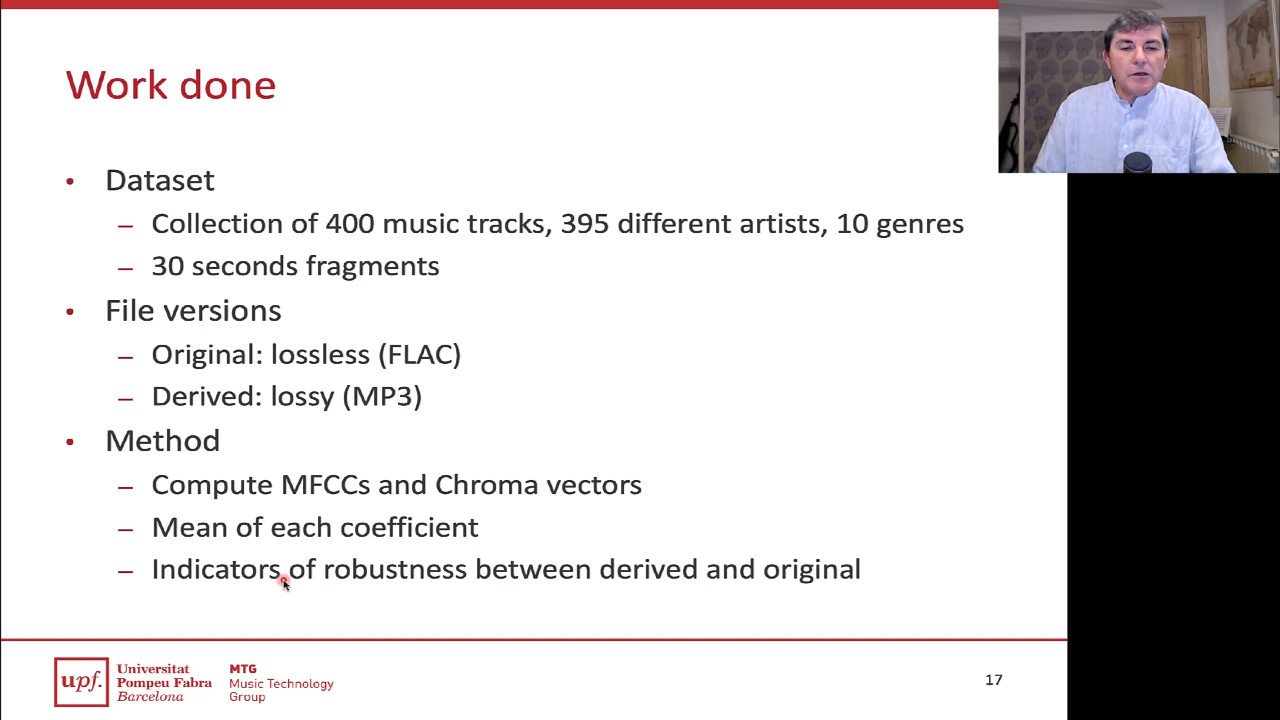 Work done
• Dataset
– Collection of 400 music tracks, 395 different artists, 10 genres
– 30 seconds fragments
• File versions
– Original: lossless (FLAC)
– Derived: lossy (MP3)
• Method
– Compute MFCCs and Chroma vectors
– Mean of each coefficient
– Indicators of robustness between derived and original
upf.
Universitat
Pompeu Fabra
Barcelona
MTG
Music Technology
Group
17